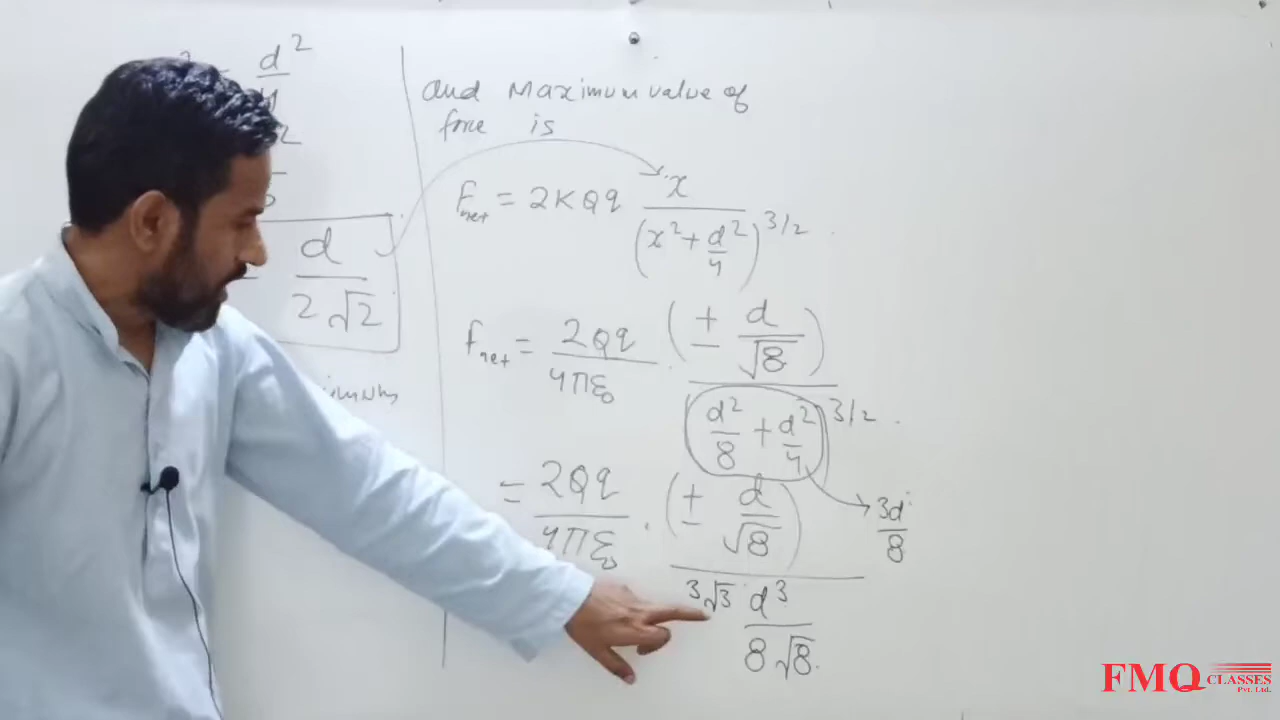 d²
d
2√2
and Maximum value of
force is
Fnet = 2KQq x
(x² + d²/4)^3/2
Fnet = 2Qq/4πε₀ . (± d/√8)
(d²/8 + d²/4)^3/2
= 2Qq/4πε₀ . (± d/√8)
3d/8
3√3 d³
8√8
FMQ CLASSES
Pvt. Ltd.